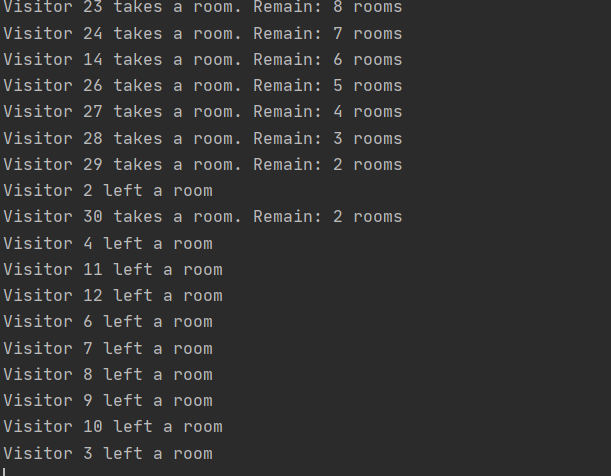 Visitor 23 takes a room. Remain: 8 rooms
Visitor 24 takes a room. Remain: 7 rooms
Visitor 14 takes a room. Remain: 6 rooms
Visitor 26 takes a room. Remain: 5 rooms
Visitor 27 takes a room. Remain: 4 rooms
Visitor 28 takes a room. Remain: 3 rooms
Visitor 29 takes a room. Remain: 2 rooms
Visitor 2 left a room
Visitor 30 takes a room. Remain: 2 rooms
Visitor 4 left a room
Visitor 11 left a room
Visitor 12 left a room
Visitor 6 left a room
Visitor 7 left a room
Visitor 8 left a room
Visitor 9 left a room
Visitor 10 left a room
Visitor 3 left a room